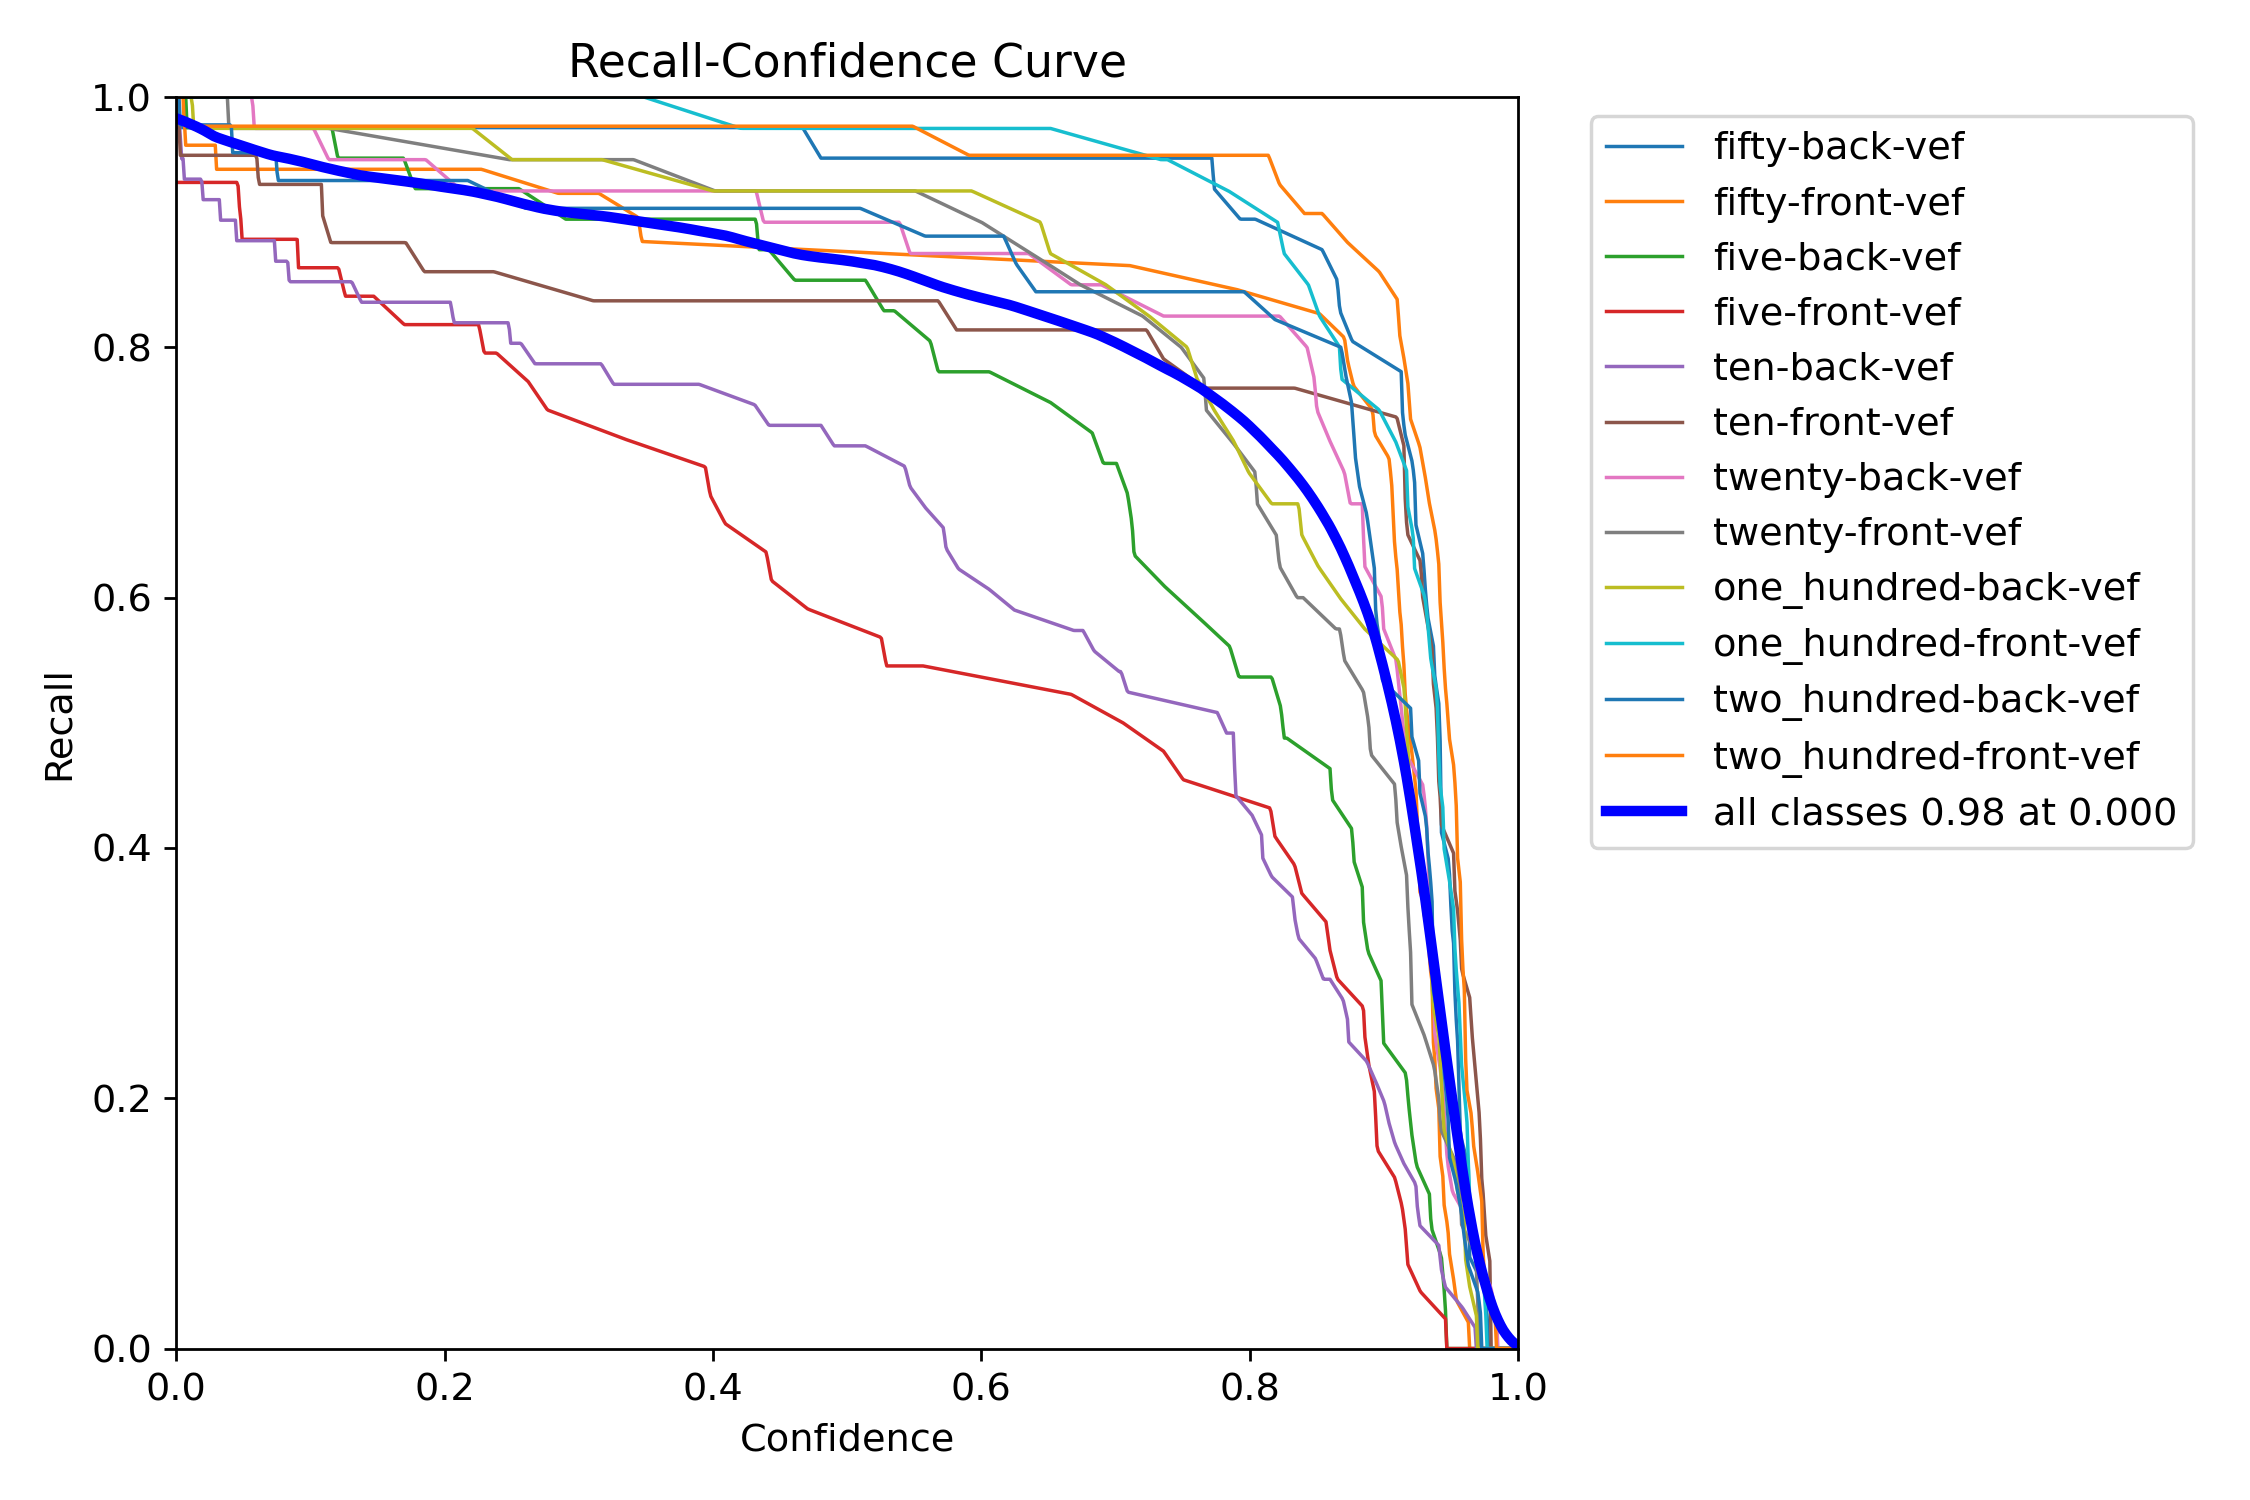 Recall-Confidence Curve
1.0
0.8
0.6
0.4
0.2
0.0
Recall
0.0 0.2 0.4 0.6 0.8 1.0
Confidence
fifty-back-vef
fifty-front-vef
five-back-vef
five-front-vef
ten-back-vef
ten-front-vef
twenty-back-vef
twenty-front-vef
one_hundred-back-vef
one_hundred-front-vef
two_hundred-back-vef
two_hundred-front-vef
all classes 0.98 at 0.000